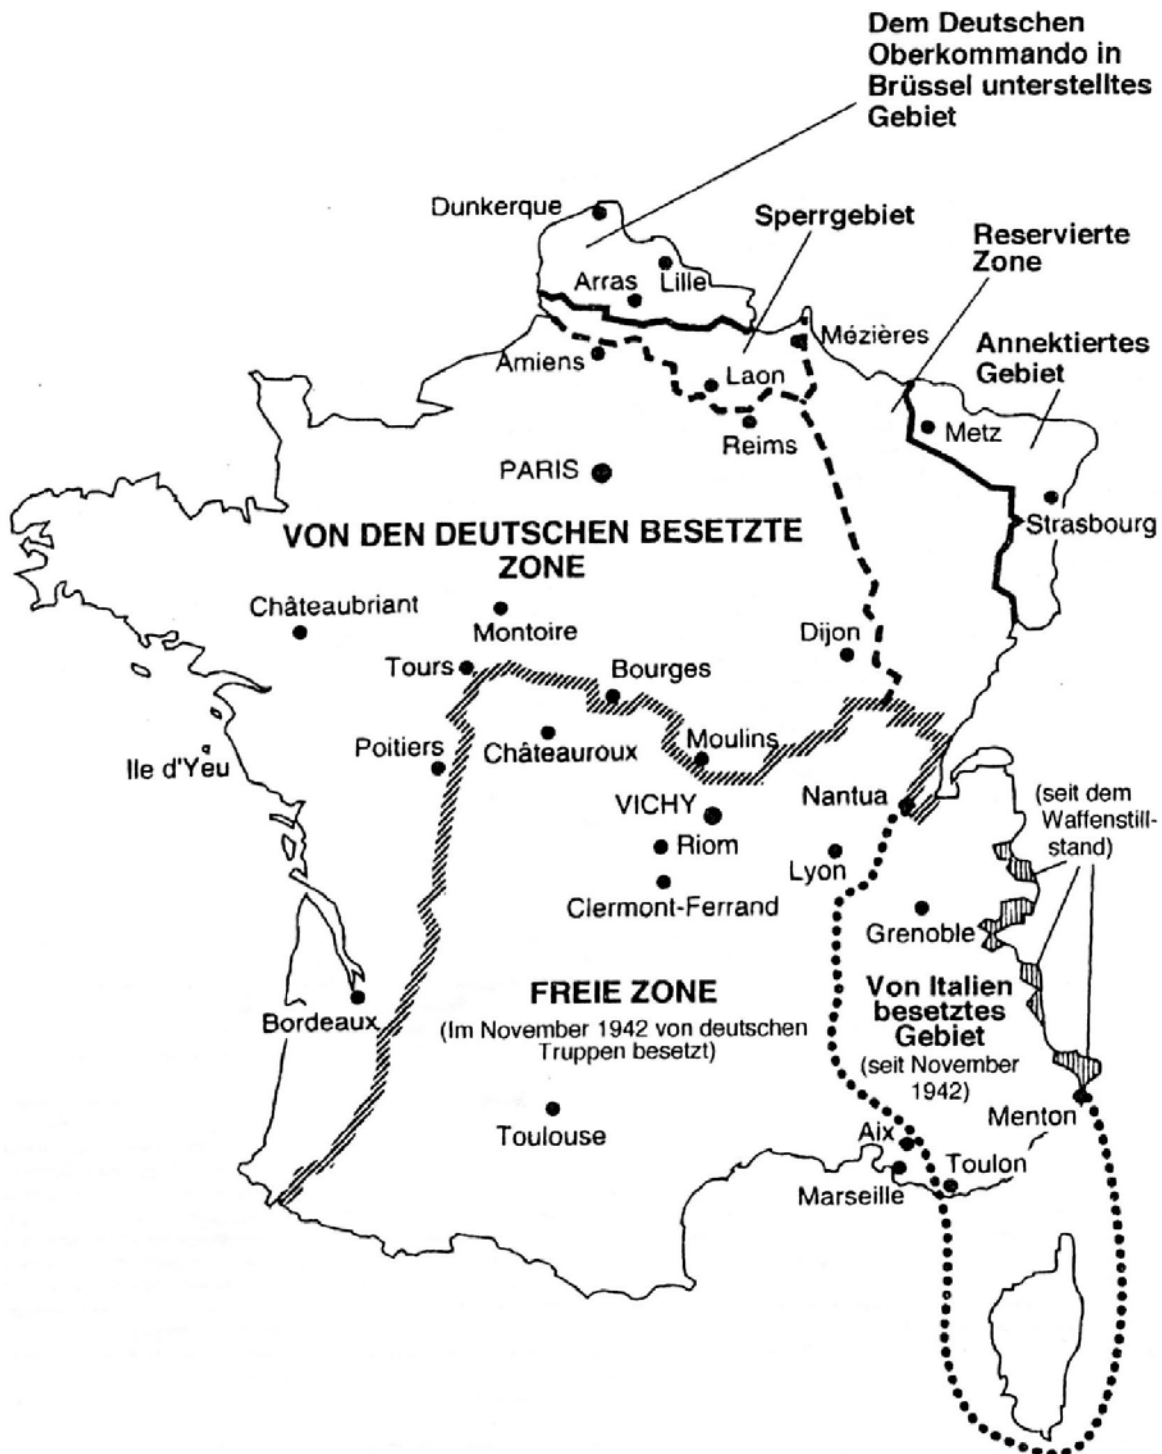 Dem Deutschen
Oberkommando in
Brüssel unterstelltes
Gebiet
Dunkerque
Sperrgebiet
Reservierte
Zone
Arras
Lille
Mézières
Annektiertes
Gebiet
Amiens
Laon
Reims
Metz
PARIS
Strasbourg
VON DEN DEUTSCHEN BESETZTE
ZONE
Châteaubriant
Montoire
Dijon
Tours
Bourges
Poitiers
Châteauroux
Moulins
Ile d'Yeu
VICHY
Nantua
(seit dem
Waffenstill-
stand)
Riom
Lyon
Clermont-Ferrand
Grenoble
FREIE ZONE
(Im November 1942 von deutschen
Truppen besetzt)
Von Italien
besetztes
Gebiet
(seit November
1942)
Bordeaux
Menton
Toulouse
Aix
Toulon
Marseille